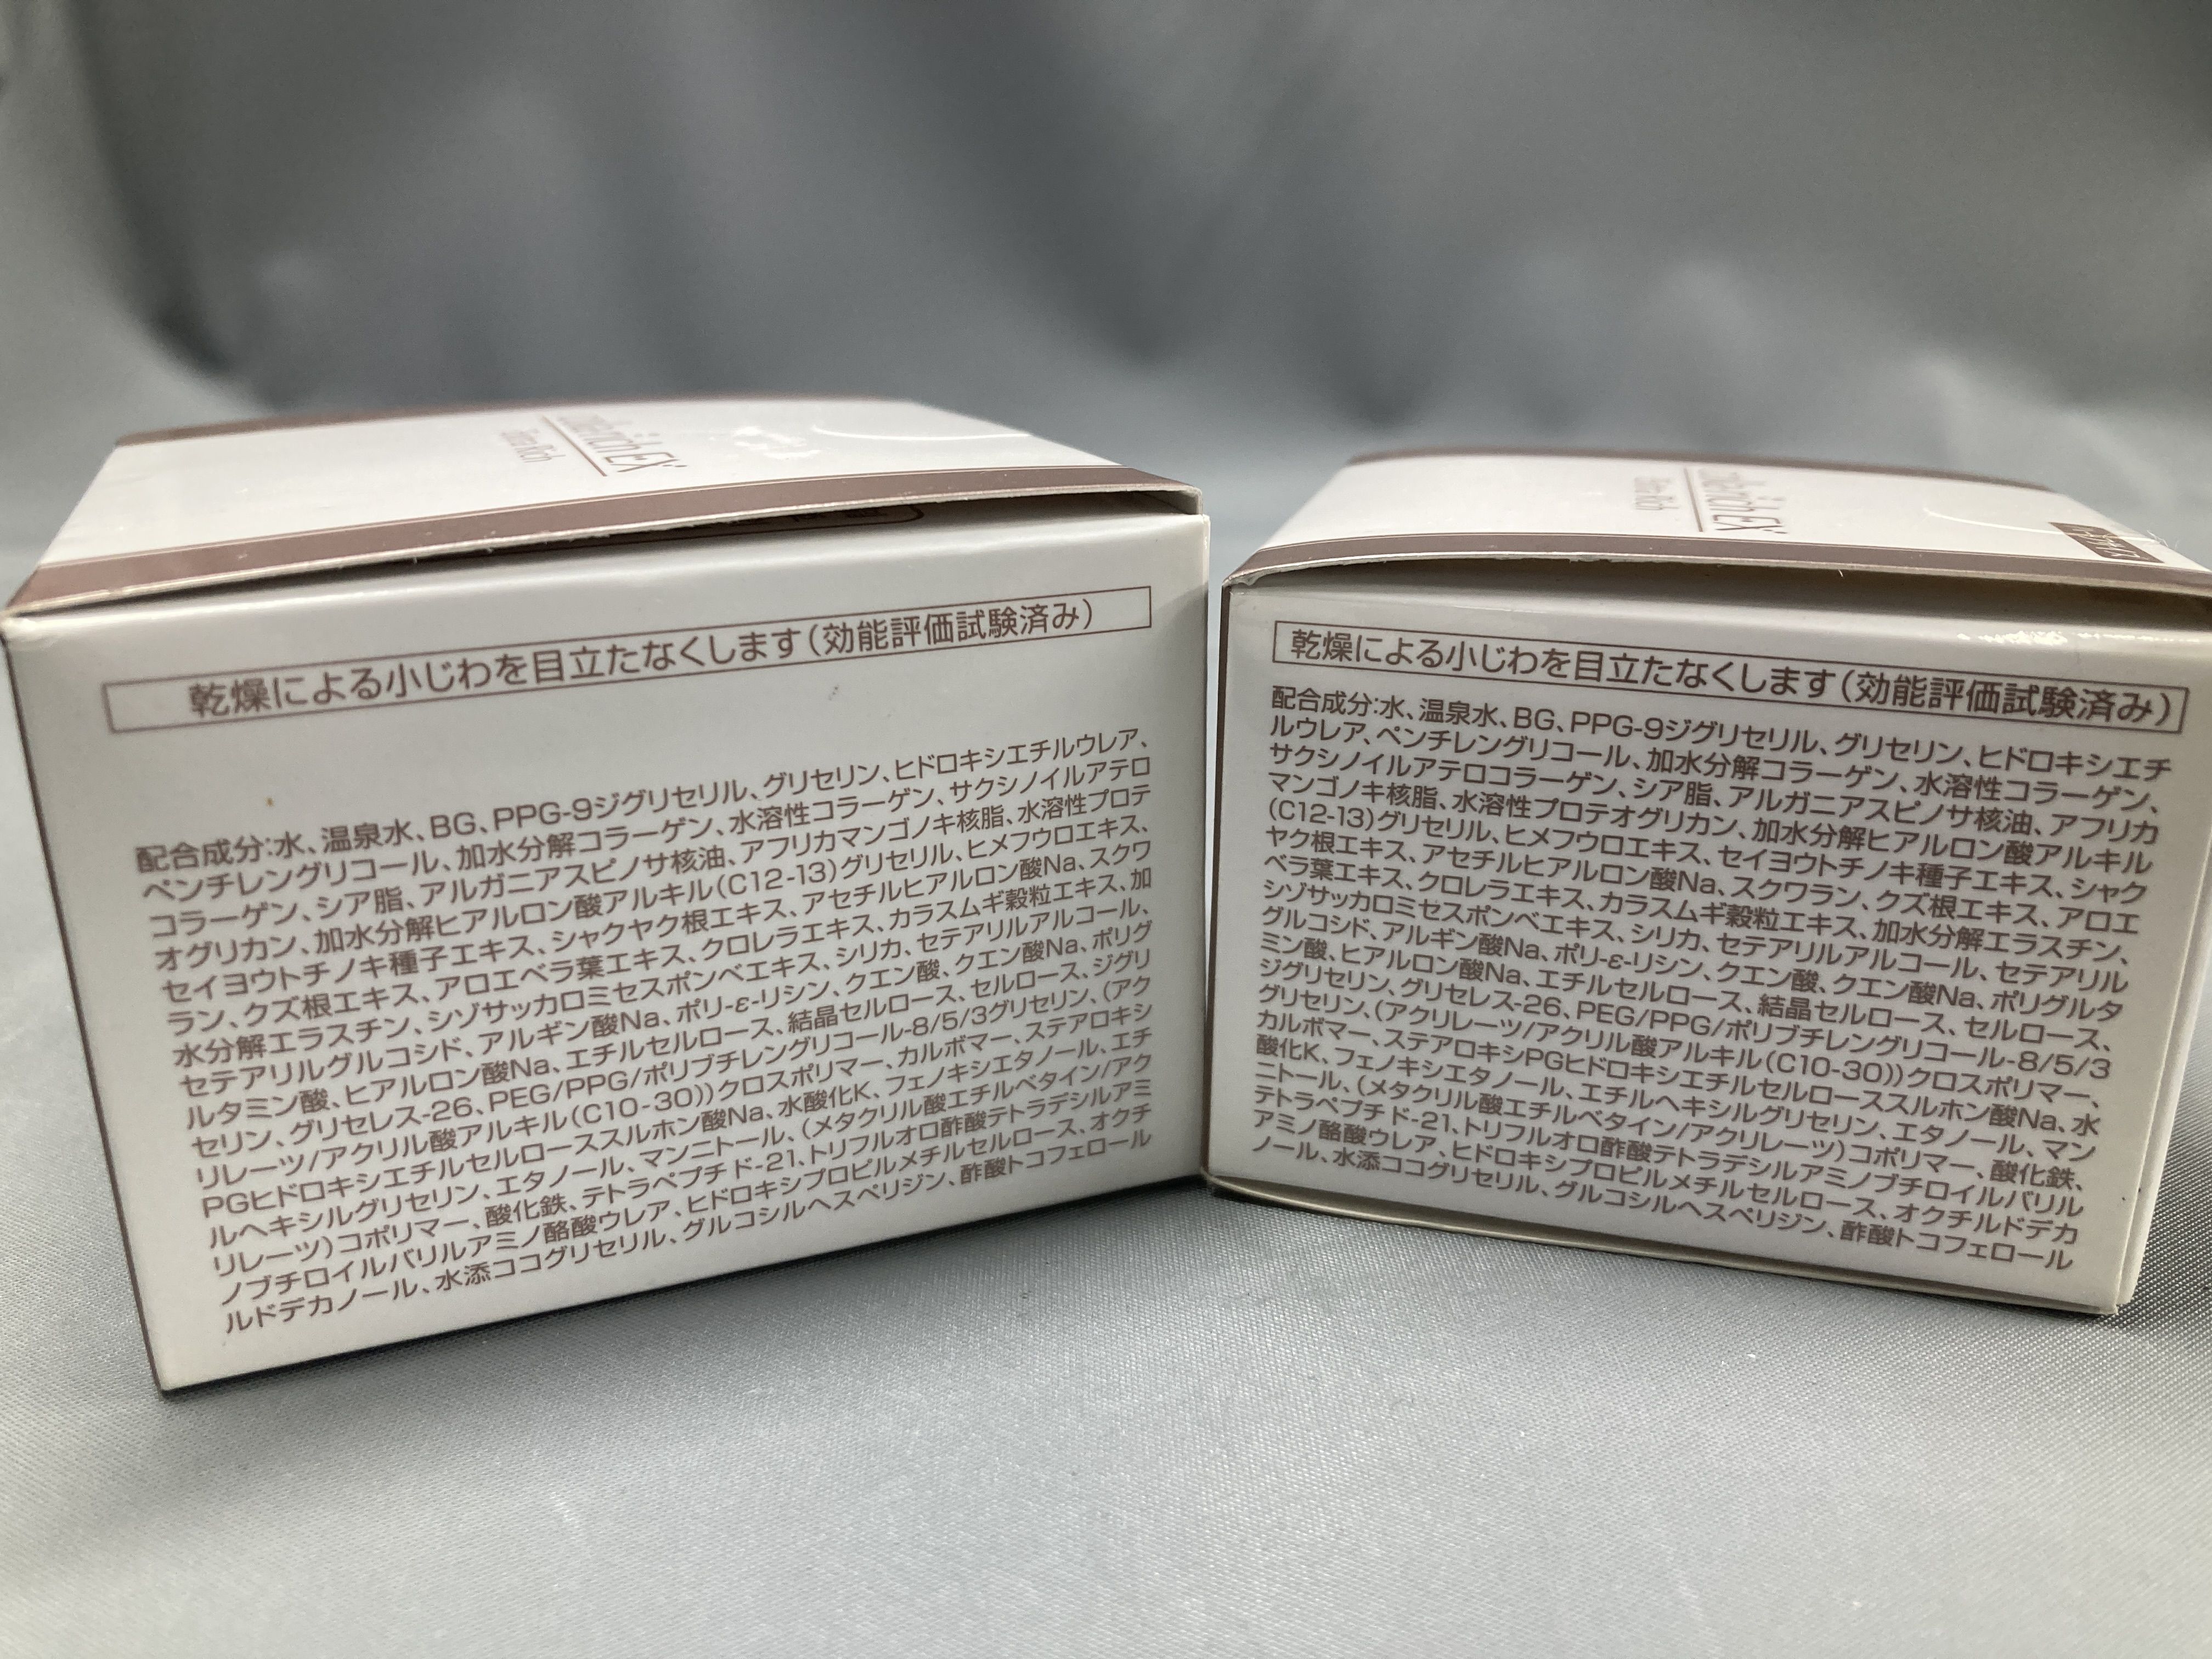 rich EX
Rich
乾燥による小じわを目立たなくします(効能評価試験済み)
配合成分:水、温泉水、BG、PPG-9ジグリセリル、グリセリン、ヒドロキシエチルウレア、
ペンチレングリコール、加水分解コラーゲン、水溶性コラーゲン、サクシノイルアテロ
コラーゲン、シア脂、アルガニアスピノサ核油、アフリカマンゴノキ核脂、水溶性プロテ
オグリカン、加水分解ヒアルロン酸アルキル(C12-13)グリセリル、ヒメフウロエキス、
セイヨウトチノキ種子エキス、シャクヤク根エキス、アセチルヒアルロン酸Na、スクワ
ラン、クズ根エキス、アロエベラ葉エキス、クロレラエキス、カラスムギ穀粒エキス、加
水分解エラスチン、シゾサッカロミセスポンベエキス、シリカ、セテアリルアルコール、
セテアリルグルコシド、アルギン酸Na、ポリ-ε-リシン、クエン酸、クエン酸Na、ポリグ
ルタミン酸、ヒアルロン酸Na、エチルセルロース、結晶セルロース、セルロース、ジグリ
セリン、グリセレス-26、PEG/PPG/ポリブチレングリコール-8/5/3グリセリン、(アク
リレーツ/アクリル酸アルキル(C10-30))クロスポリマー、カルボマー、ステアロキシ
PGヒドロキシエチルセルローススルホン酸Na、水酸化K、フェノキシエタノール、エチ
ルヘキシルグリセリン、エタノール、マンニトール、(メタクリル酸エチルベタイン/アク
リレーツ)コポリマー、酸化鉄、テトラペプチド-21、トリフルオロ酢酸テトラデシルアミ
ノブチロイルバリルアミノ酪酸ウレア、ヒドロキシプロピルメチルセルロース、オクチ
ルドデカノール、水添ココグリセリル、グルコシルヘスペリジン、酢酸トコフェロール
rich EX
Rich
乾燥による小じわを目立たなくします(効能評価試験済み)
配合成分:水、温泉水、BG、PPG-9ジグリセリル、グリセリン、ヒドロキシエチ
ルウレア、ペンチレングリコール、加水分解コラーゲン、水溶性コラーゲン、
サクシノイルアテロコラーゲン、シア脂、アルガニアスピノサ核油、アフリカ
マンゴノキ核脂、水溶性プロテオグリカン、加水分解ヒアルロン酸アルキル
(C12-13)グリセリル、ヒメフウロエキス、セイヨウトチノキ種子エキス、シャク
ヤク根エキス、アセチルヒアルロン酸Na、スクワラン、クズ根エキス、アロエ
ベラ葉エキス、クロレラエキス、カラスムギ穀粒エキス、加水分解エラスチン、
シゾサッカロミセスポンベエキス、シリカ、セテアリルアルコール、セテアリル
グルコシド、アルギン酸Na、ポリ-ε-リシン、クエン酸、クエン酸Na、ポリグルタ
ミン酸、ヒアルロン酸Na、エチルセルロース、結晶セルロース、セルロース、
ジグリセリン、グリセレス-26、PEG/PPG/ポリブチレングリコール-8/5/3
グリセリン、(アクリレーツ/アクリル酸アルキル(C10-30))クロスポリマー、
カルボマー、ステアロキシPGヒドロキシエチルセルローススルホン酸Na、水
酸化K、フェノキシエタノール、エチルヘキシルグリセリン、エタノール、マン
ニトール、(メタクリル酸エチルベタイン/アクリレーツ)コポリマー、酸化鉄、
テトラペプチド-21、トリフルオロ酢酸テトラデシルアミノブチロイルバリル
アミノ酪酸ウレア、ヒドロキシプロピルメチルセルロース、オクチルドデカ
ノール、水添ココグリセリル、グルコシルヘスペリジン、酢酸トコフェロール